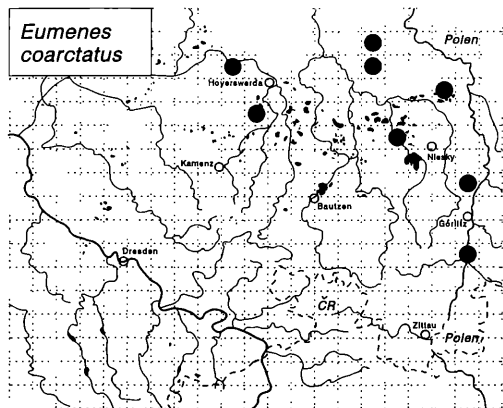 Eumenes
coarctatus
Polen
Hoyerswerda
Kamenz
Niesky
Bautzen
Görlitz
Dresden
ČR
Zittau
Polen